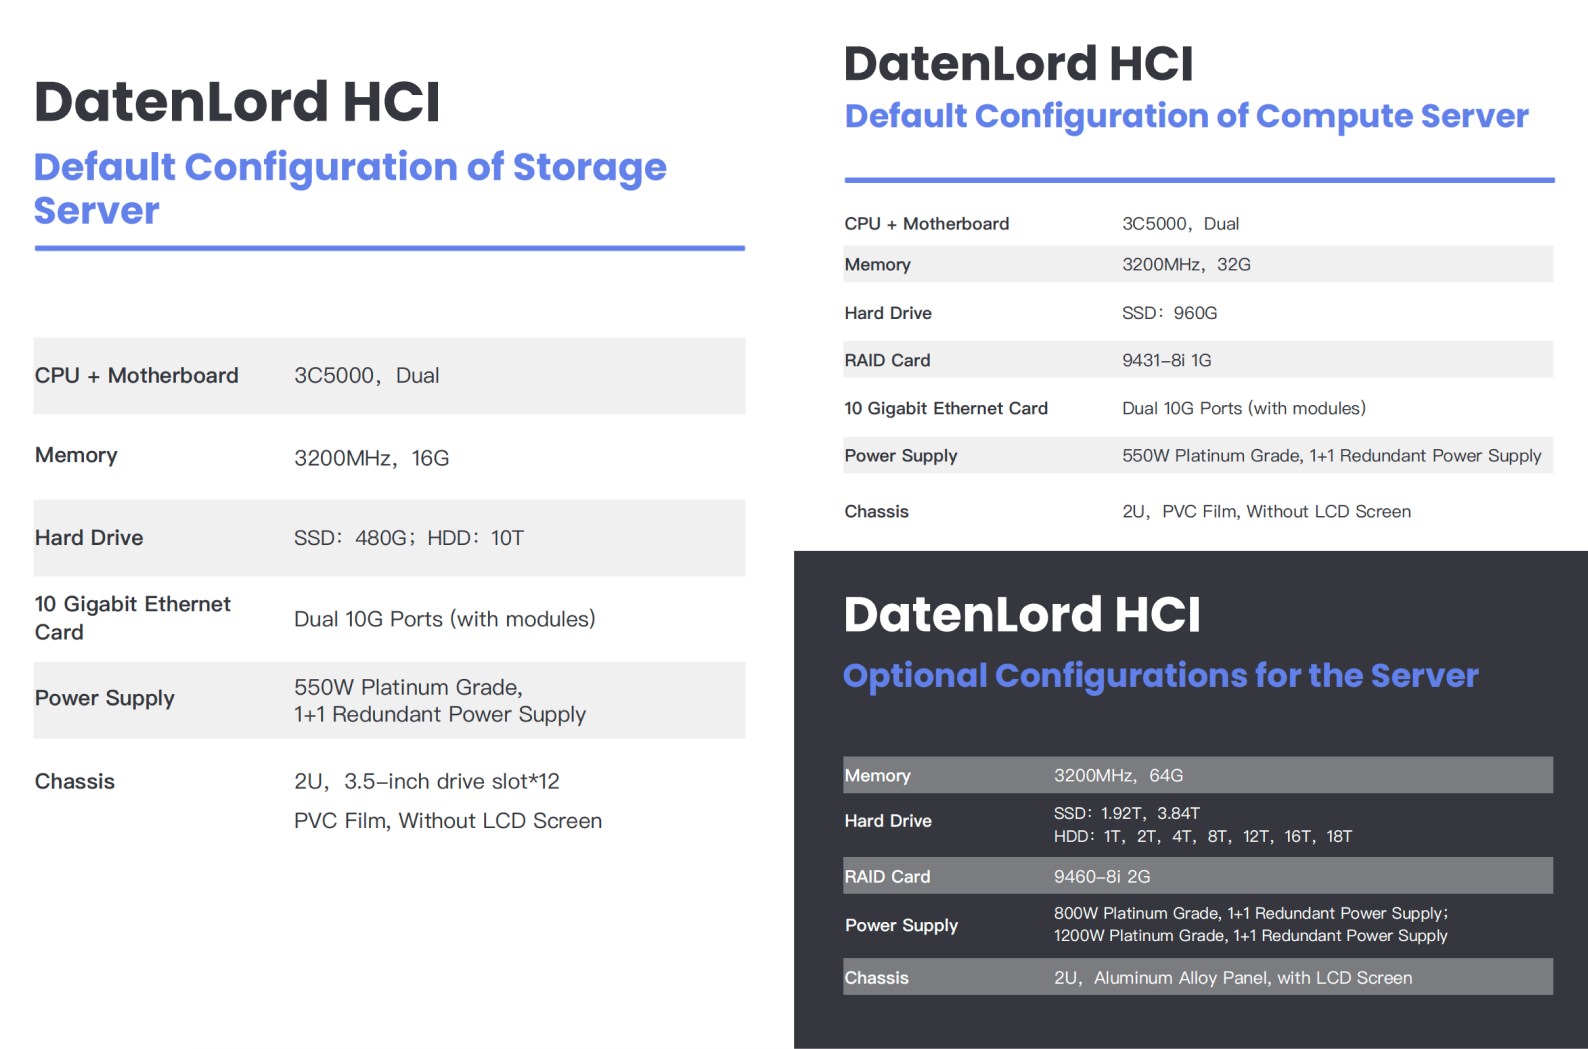 DatenLord HCI
Default Configuration of Storage
Server
CPU + Motherboard 3C5000，Dual
Memory 3200MHz，16G
Hard Drive SSD：480G；HDD：10T
10 Gigabit Ethernet
Card
Dual 10G Ports (with modules)
Power Supply
550W Platinum Grade,
1+1 Redundant Power Supply
Chassis 2U，3.5-inch drive slot*12
PVC Film, Without LCD Screen
DatenLord HCI
Default Configuration of Compute Server
CPU + Motherboard 3C5000，Dual
Memory 3200MHz，32G
Hard Drive SSD：960G
RAID Card 9431-8i 1G
10 Gigabit Ethernet Card Dual 10G Ports (with modules)
Power Supply 550W Platinum Grade, 1+1 Redundant Power Supply
Chassis 2U，PVC Film, Without LCD Screen
DatenLord HCI
Optional Configurations for the Server
Memory 3200MHz，64G
Hard Drive
SSD：1.92T，3.84T
HDD：1T，2T，4T，8T，12T，16T，18T
RAID Card 9460-8i 2G
Power Supply
800W Platinum Grade, 1+1 Redundant Power Supply；
1200W Platinum Grade, 1+1 Redundant Power Supply
Chassis 2U，Aluminum Alloy Panel, with LCD Screen